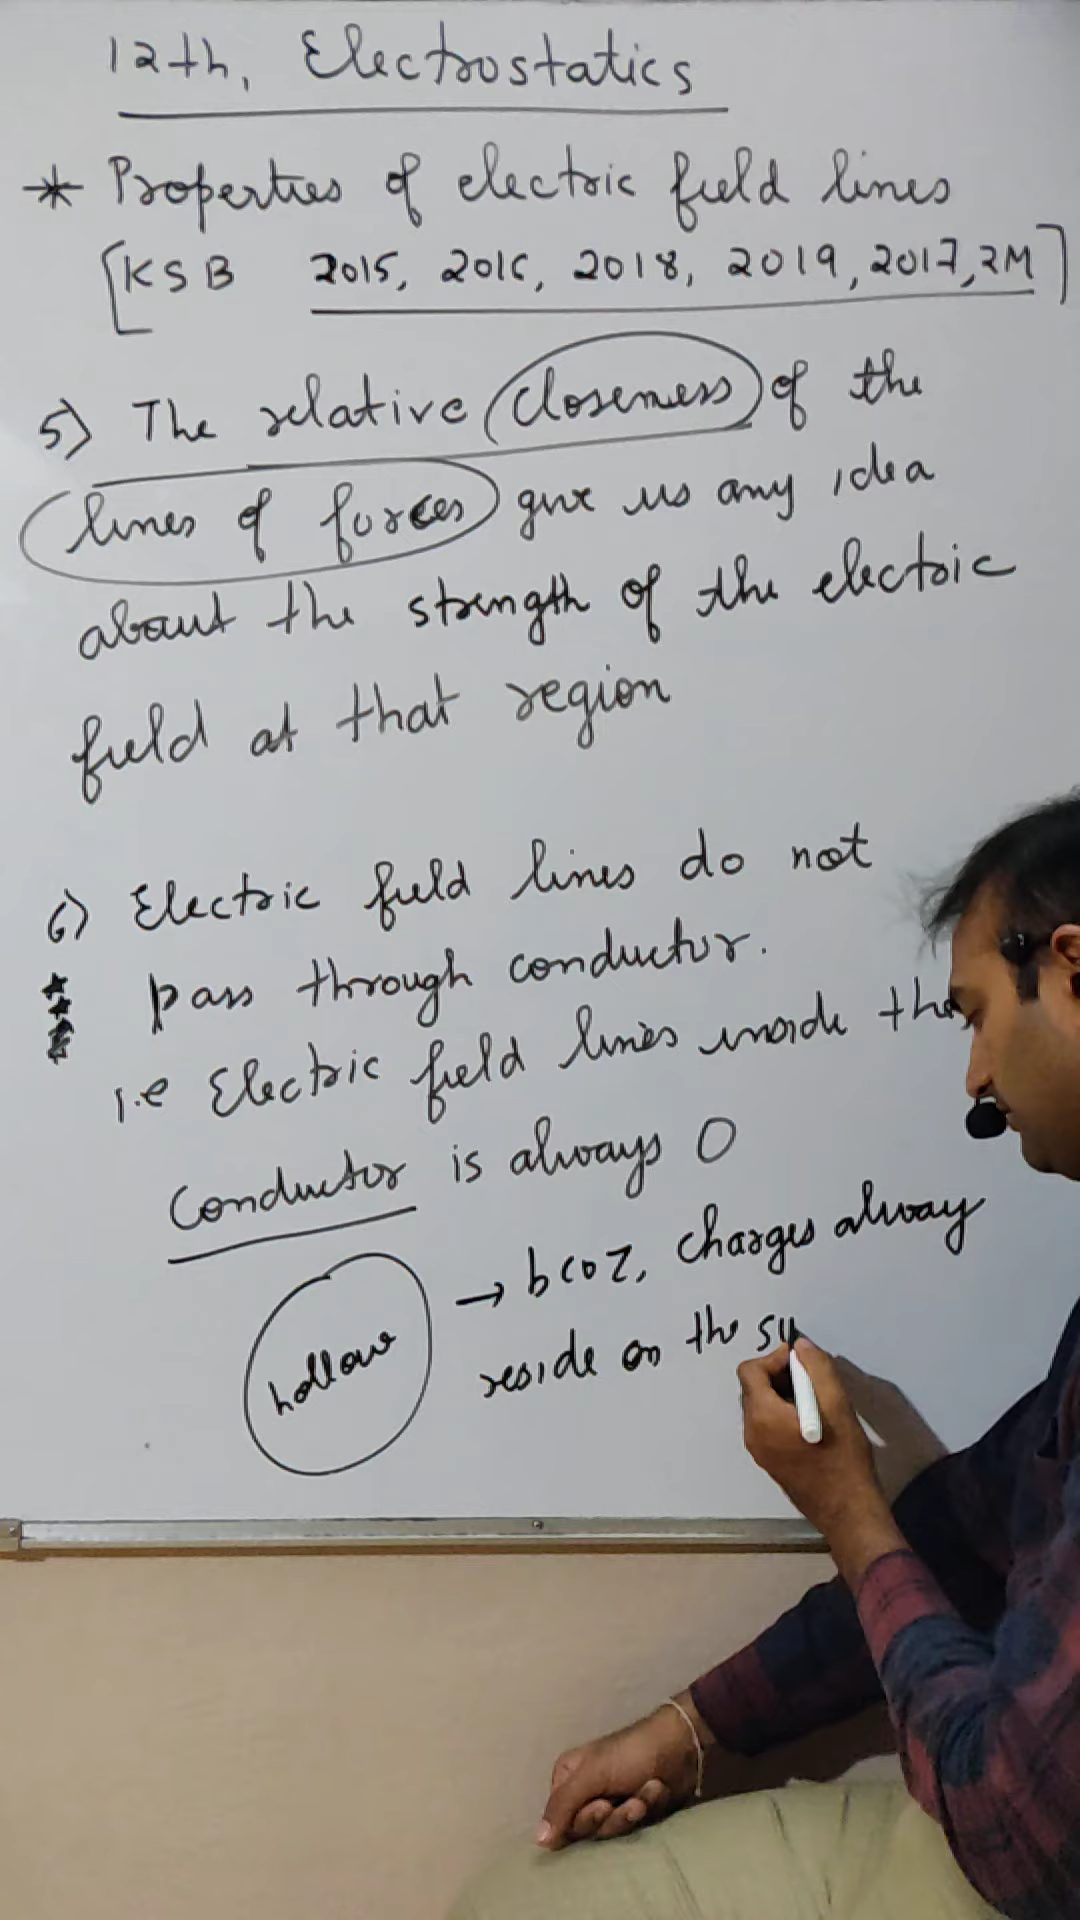 12th, Electrostatics
* Properties of electric field lines
[KSB 2015, 2016, 2018, 2019, 2017, 2M]
5) The relative closeness of the
lines of forces give us any idea
about the strength of the electric
field at that region
6) Electric field lines do not
pass through conductor.
i.e Electric field lines inside the
Conductor is always 0
hollow
→ bcoz, charges alway
reside on the su